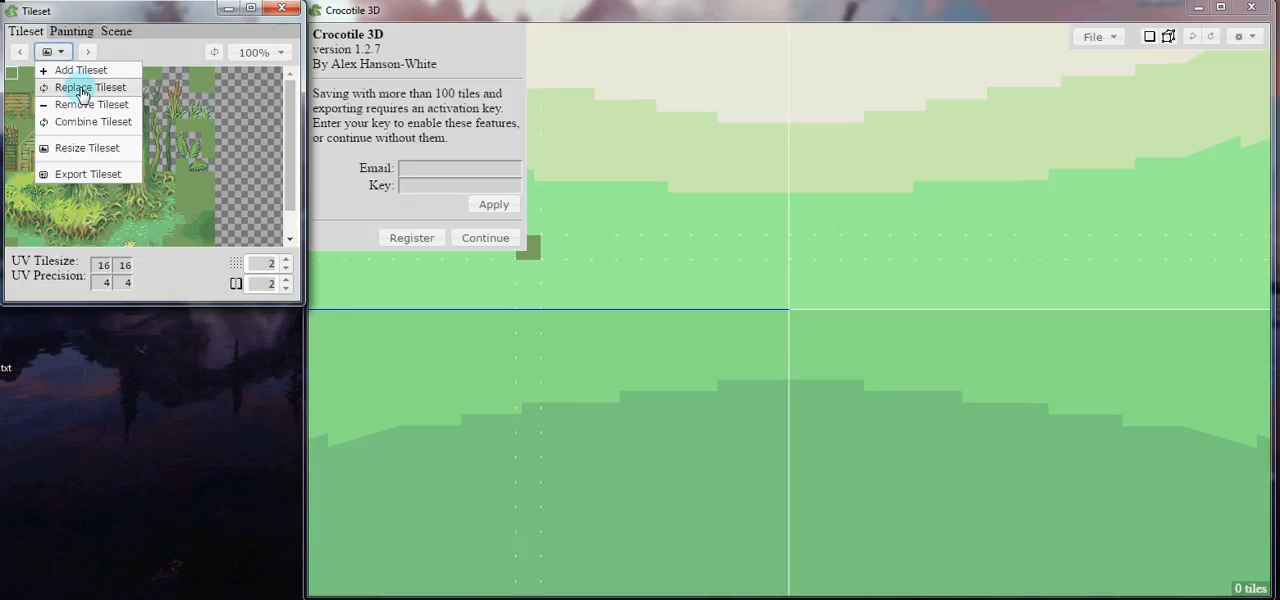 Tileset
Tileset Painting Scene
100%
Add Tileset
Replace Tileset
Remove Tileset
Combine Tileset
Resize Tileset
Export Tileset
UV Tilesize: 16 16 2
UV Precision: 4 4 2
.txt
Crocotile 3D
Crocotile 3D
version 1.2.7
By Alex Hanson-White
Saving with more than 100 tiles and
exporting requires an activation key.
Enter your key to enable these features,
or continue without them.
Email:
Key:
Apply
Register Continue
File
0 tiles